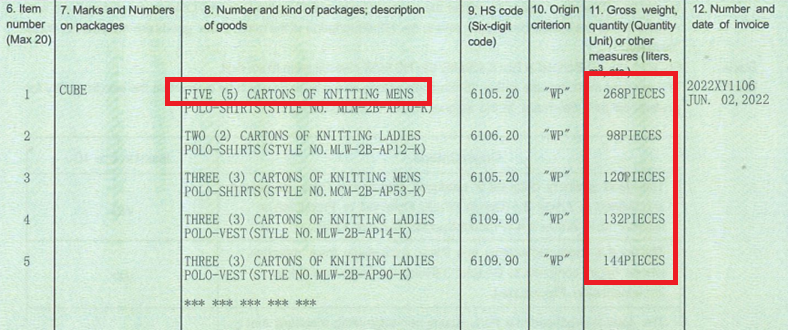 6. Item number (Max 20)
7. Marks and Numbers on packages
8. Number and kind of packages; description of goods
9. HS code (Six-digit code)
10. Origin criterion
11. Gross weight, quantity (Quantity Unit) or other measures (liters, m³, etc.)
12. Number and date of invoice
1 CUBE FIVE (5) CARTONS OF KNITTING MENS 6105.20 "WP" 268PIECES 2022XY1106
POLO-SHIRTS(STYLE NO. MLM-2B-AP10-K) JUN. 02,2022
2 TWO (2) CARTONS OF KNITTING LADIES 6106.20 "WP" 98PIECES
POLO-SHIRTS(STYLE NO.MLW-2B-AP12-K)
3 THREE (3) CARTONS OF KNITTING MENS 6105.20 "WP" 120PIECES
POLO-SHIRTS(STYLE NO.MCM-2B-AP53-K)
4 THREE (3) CARTONS OF KNITTING LADIES 6109.90 "WP" 132PIECES
POLO-VEST(STYLE NO.MLW-2B-AP14-K)
5 THREE (3) CARTONS OF KNITTING LADIES 6109.90 "WP" 144PIECES
POLO-VEST(STYLE NO.MLW-2B-AP90-K)
*** *** *** *** ***